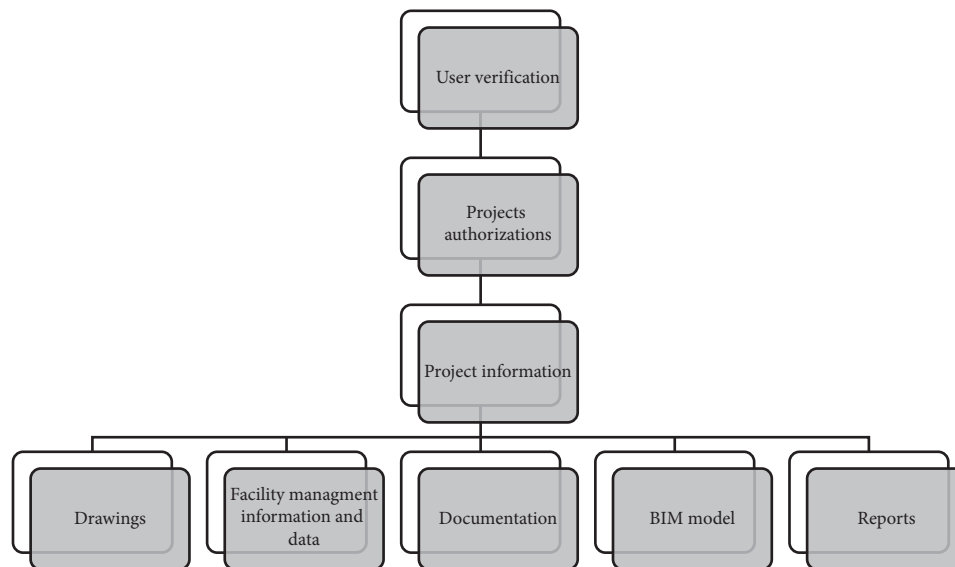 User verification
Projects
authorizations
Project information
Drawings
Facility managment
information and
data
Documentation
BIM model
Reports